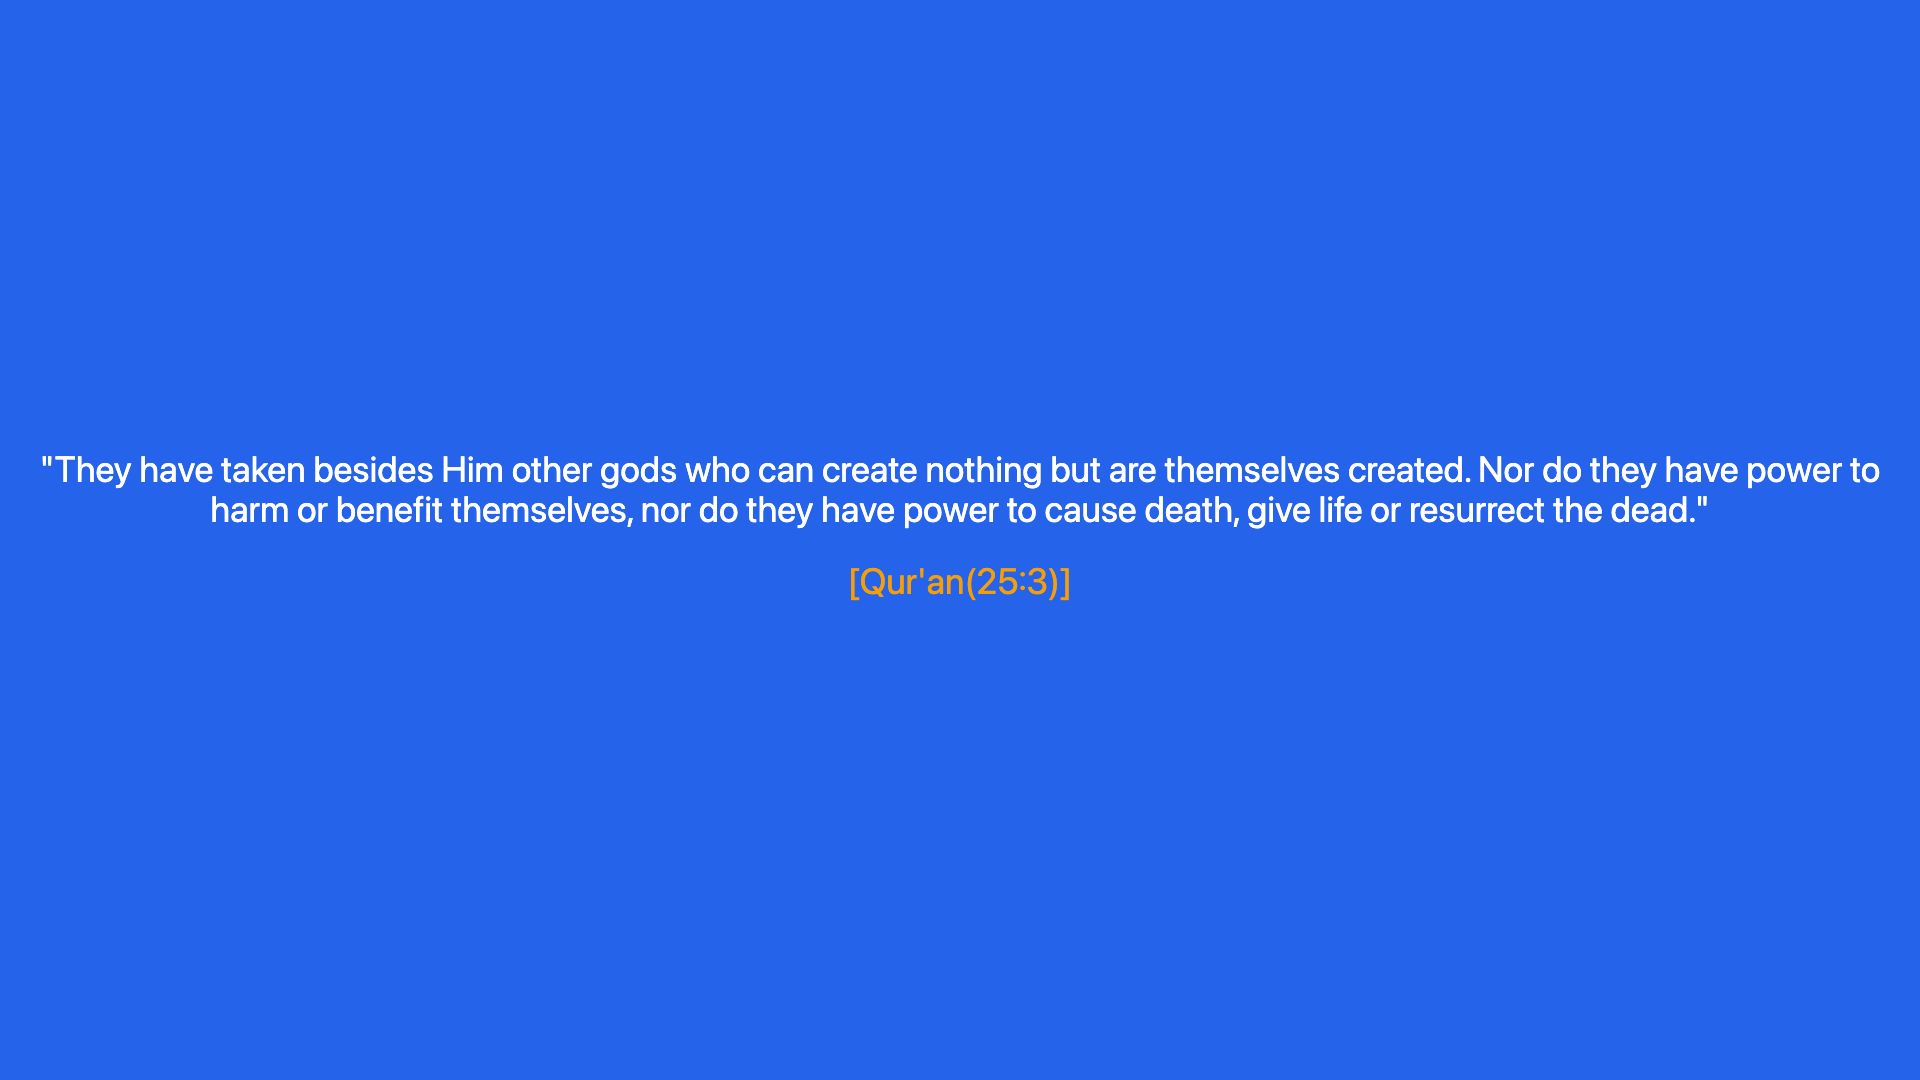 "They have taken besides Him other gods who can create nothing but are themselves created. Nor do they have power to
harm or benefit themselves, nor do they have power to cause death, give life or resurrect the dead."
[Qur'an(25:3)]